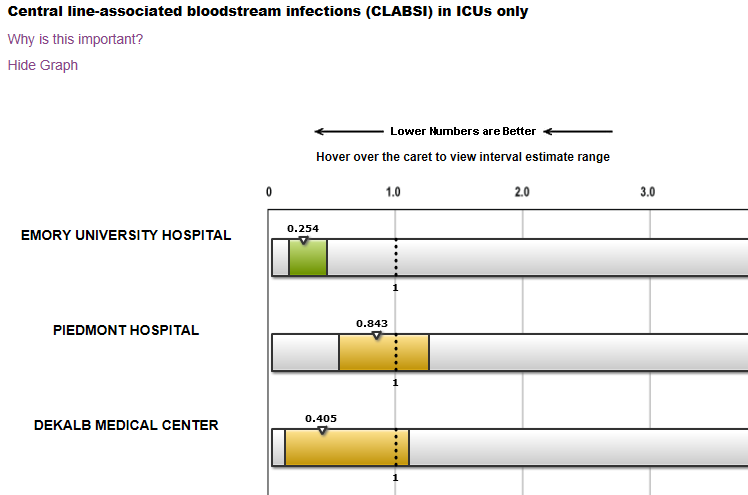 Central line-associated bloodstream infections (CLABSI) in ICUs only
Why is this important?
Hide Graph
Lower Numbers are Better
Hover over the caret to view interval estimate range
0 1.0 2.0 3.0
EMORY UNIVERSITY HOSPITAL
0.254
1
PIEDMONT HOSPITAL
0.843
1
DEKALB MEDICAL CENTER
0.405
1